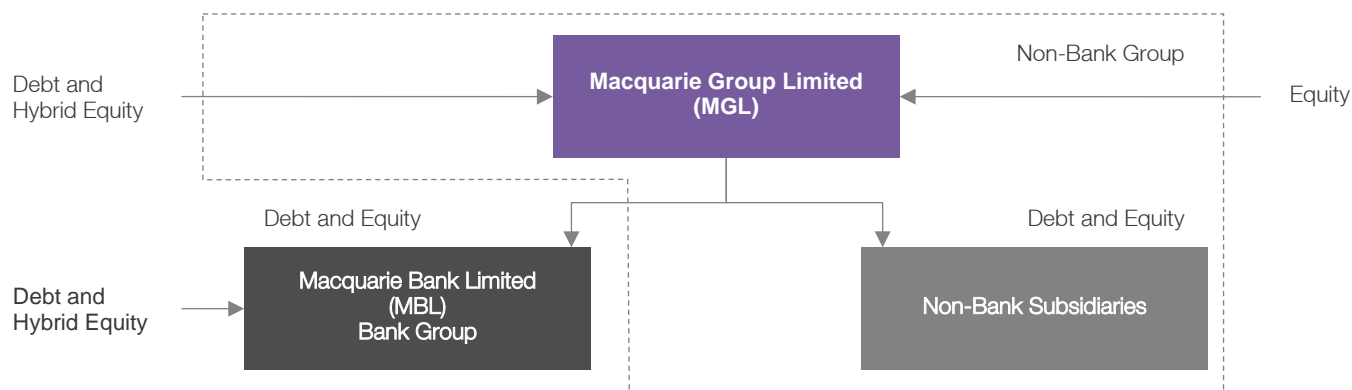 Non-Bank Group
Debt and
Hybrid Equity
Macquarie Group Limited
(MGL)
Equity
Debt and Equity
Debt and Equity
Debt and
Hybrid Equity
Macquarie Bank Limited
(MBL)
Bank Group
Non-Bank Subsidiaries